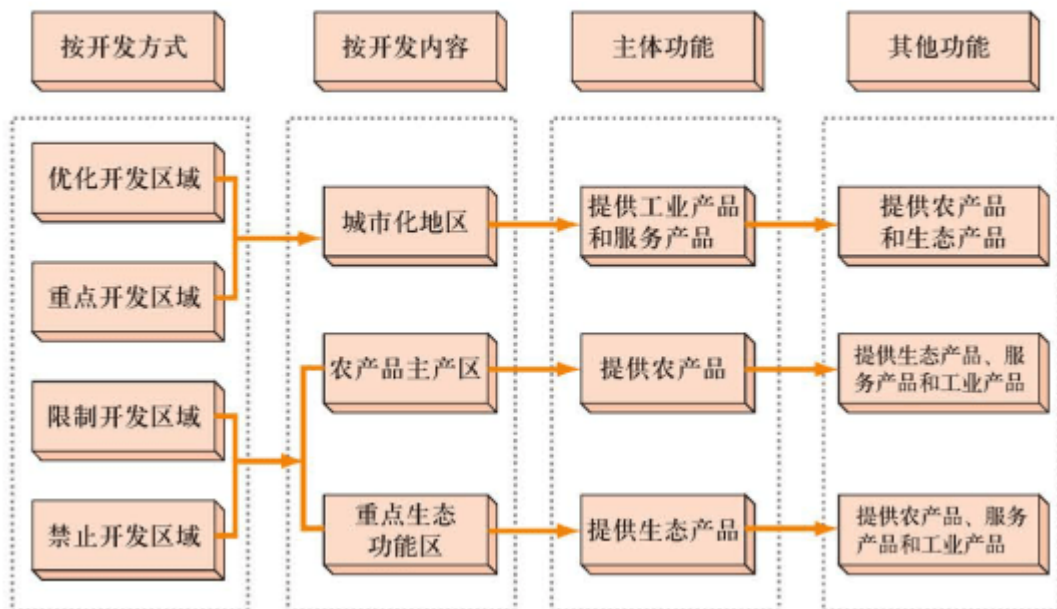 按开发方式
按开发内容
主体功能
其他功能
优化开发区域
重点开发区域
限制开发区域
禁止开发区域
城市化地区
农产品主产区
重点生态
功能区
提供工业产品
和服务产品
提供农产品
提供生态产品
提供农产品
和生态产品
提供生态产品、服
务产品和工业产品
提供农产品、服务
产品和工业产品